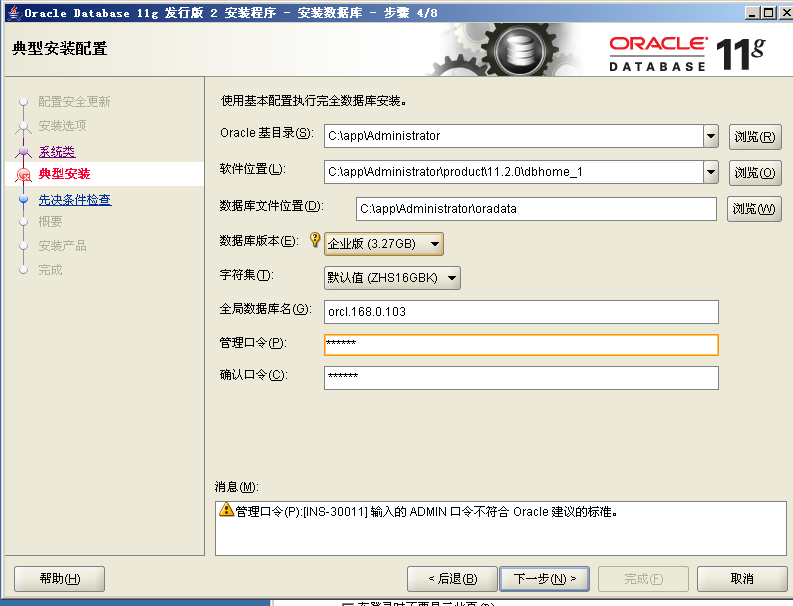 Oracle Database 11g 发行版 2 安装程序 - 安装数据库 - 步骤 4/8
典型安装配置
ORACLE 11g
DATABASE
配置安全更新
安装选项
系统类
典型安装
先决条件检查
概要
安装产品
完成
使用基本配置执行完全数据库安装。
Oracle 基目录(S): C:\app\Administrator 浏览(R)
软件位置(L): C:\app\Administrator\product\11.2.0\dbhome_1 浏览(O)
数据库文件位置(D): C:\app\Administrator\oradata 浏览(W)
数据库版本(E): 企业版 (3.27GB)
字符集(T): 默认值 (ZHS16GBK)
全局数据库名(G): orcl.168.0.103
管理口令(P): ******
确认口令(C): ******
消息(M):
管理口令(P):[INS-30011] 输入的 ADMIN 口令不符合 Oracle 建议的标准。
帮助(H) < 后退(B) 下一步(N) > 完成(F) 取消